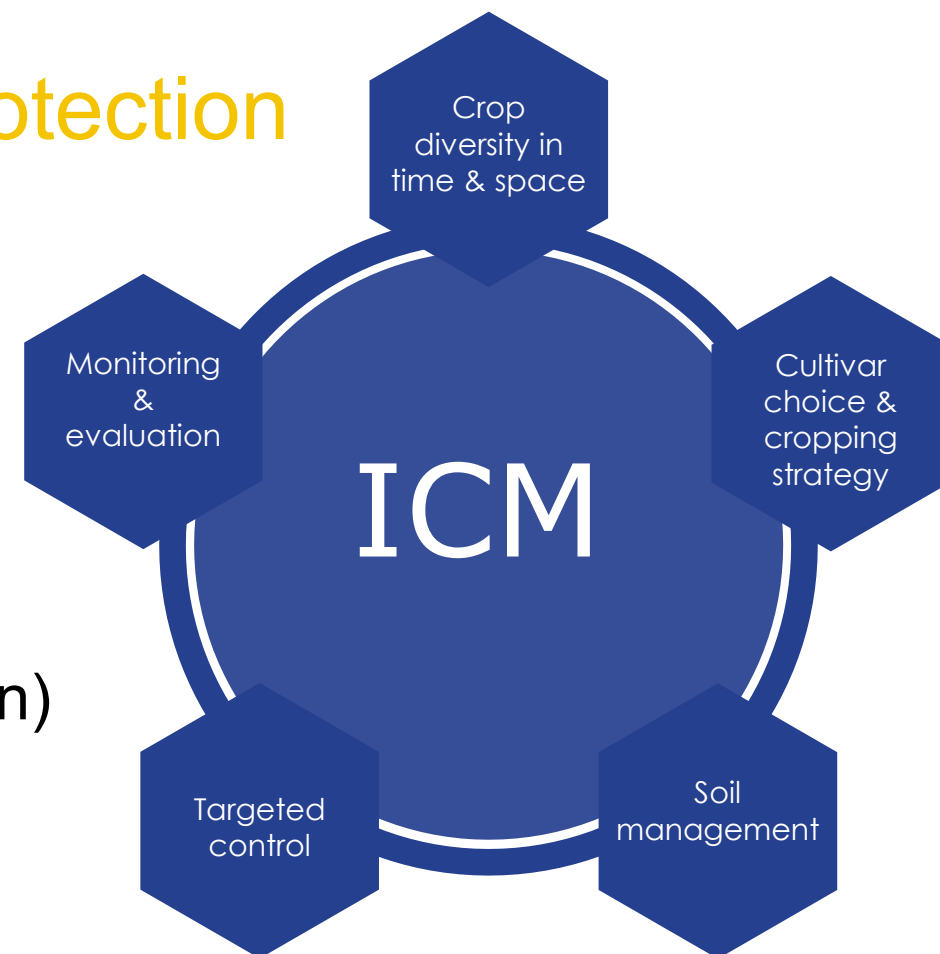 otection
Crop
diversity in
time & space
Monitoring
&
evaluation
Cultivar
choice &
cropping
strategy
ICM
n)
Targeted
control
Soil
management